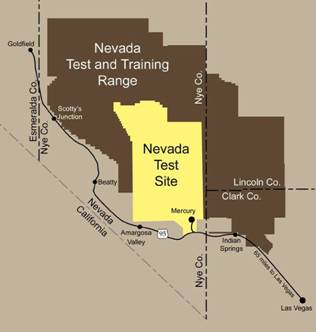 Goldfield
Nevada
Test and Training
Range
Esmeralda Co.
Nye Co.
Nye Co.
Scotty's
Junction
Nevada
Test
Site
Lincoln Co.
Clark Co.
Beatty
Mercury
Nevada
California
Amargosa
Valley
95
Indian
Springs
Nye Co.
65 miles to Las Vegas
Las Vegas